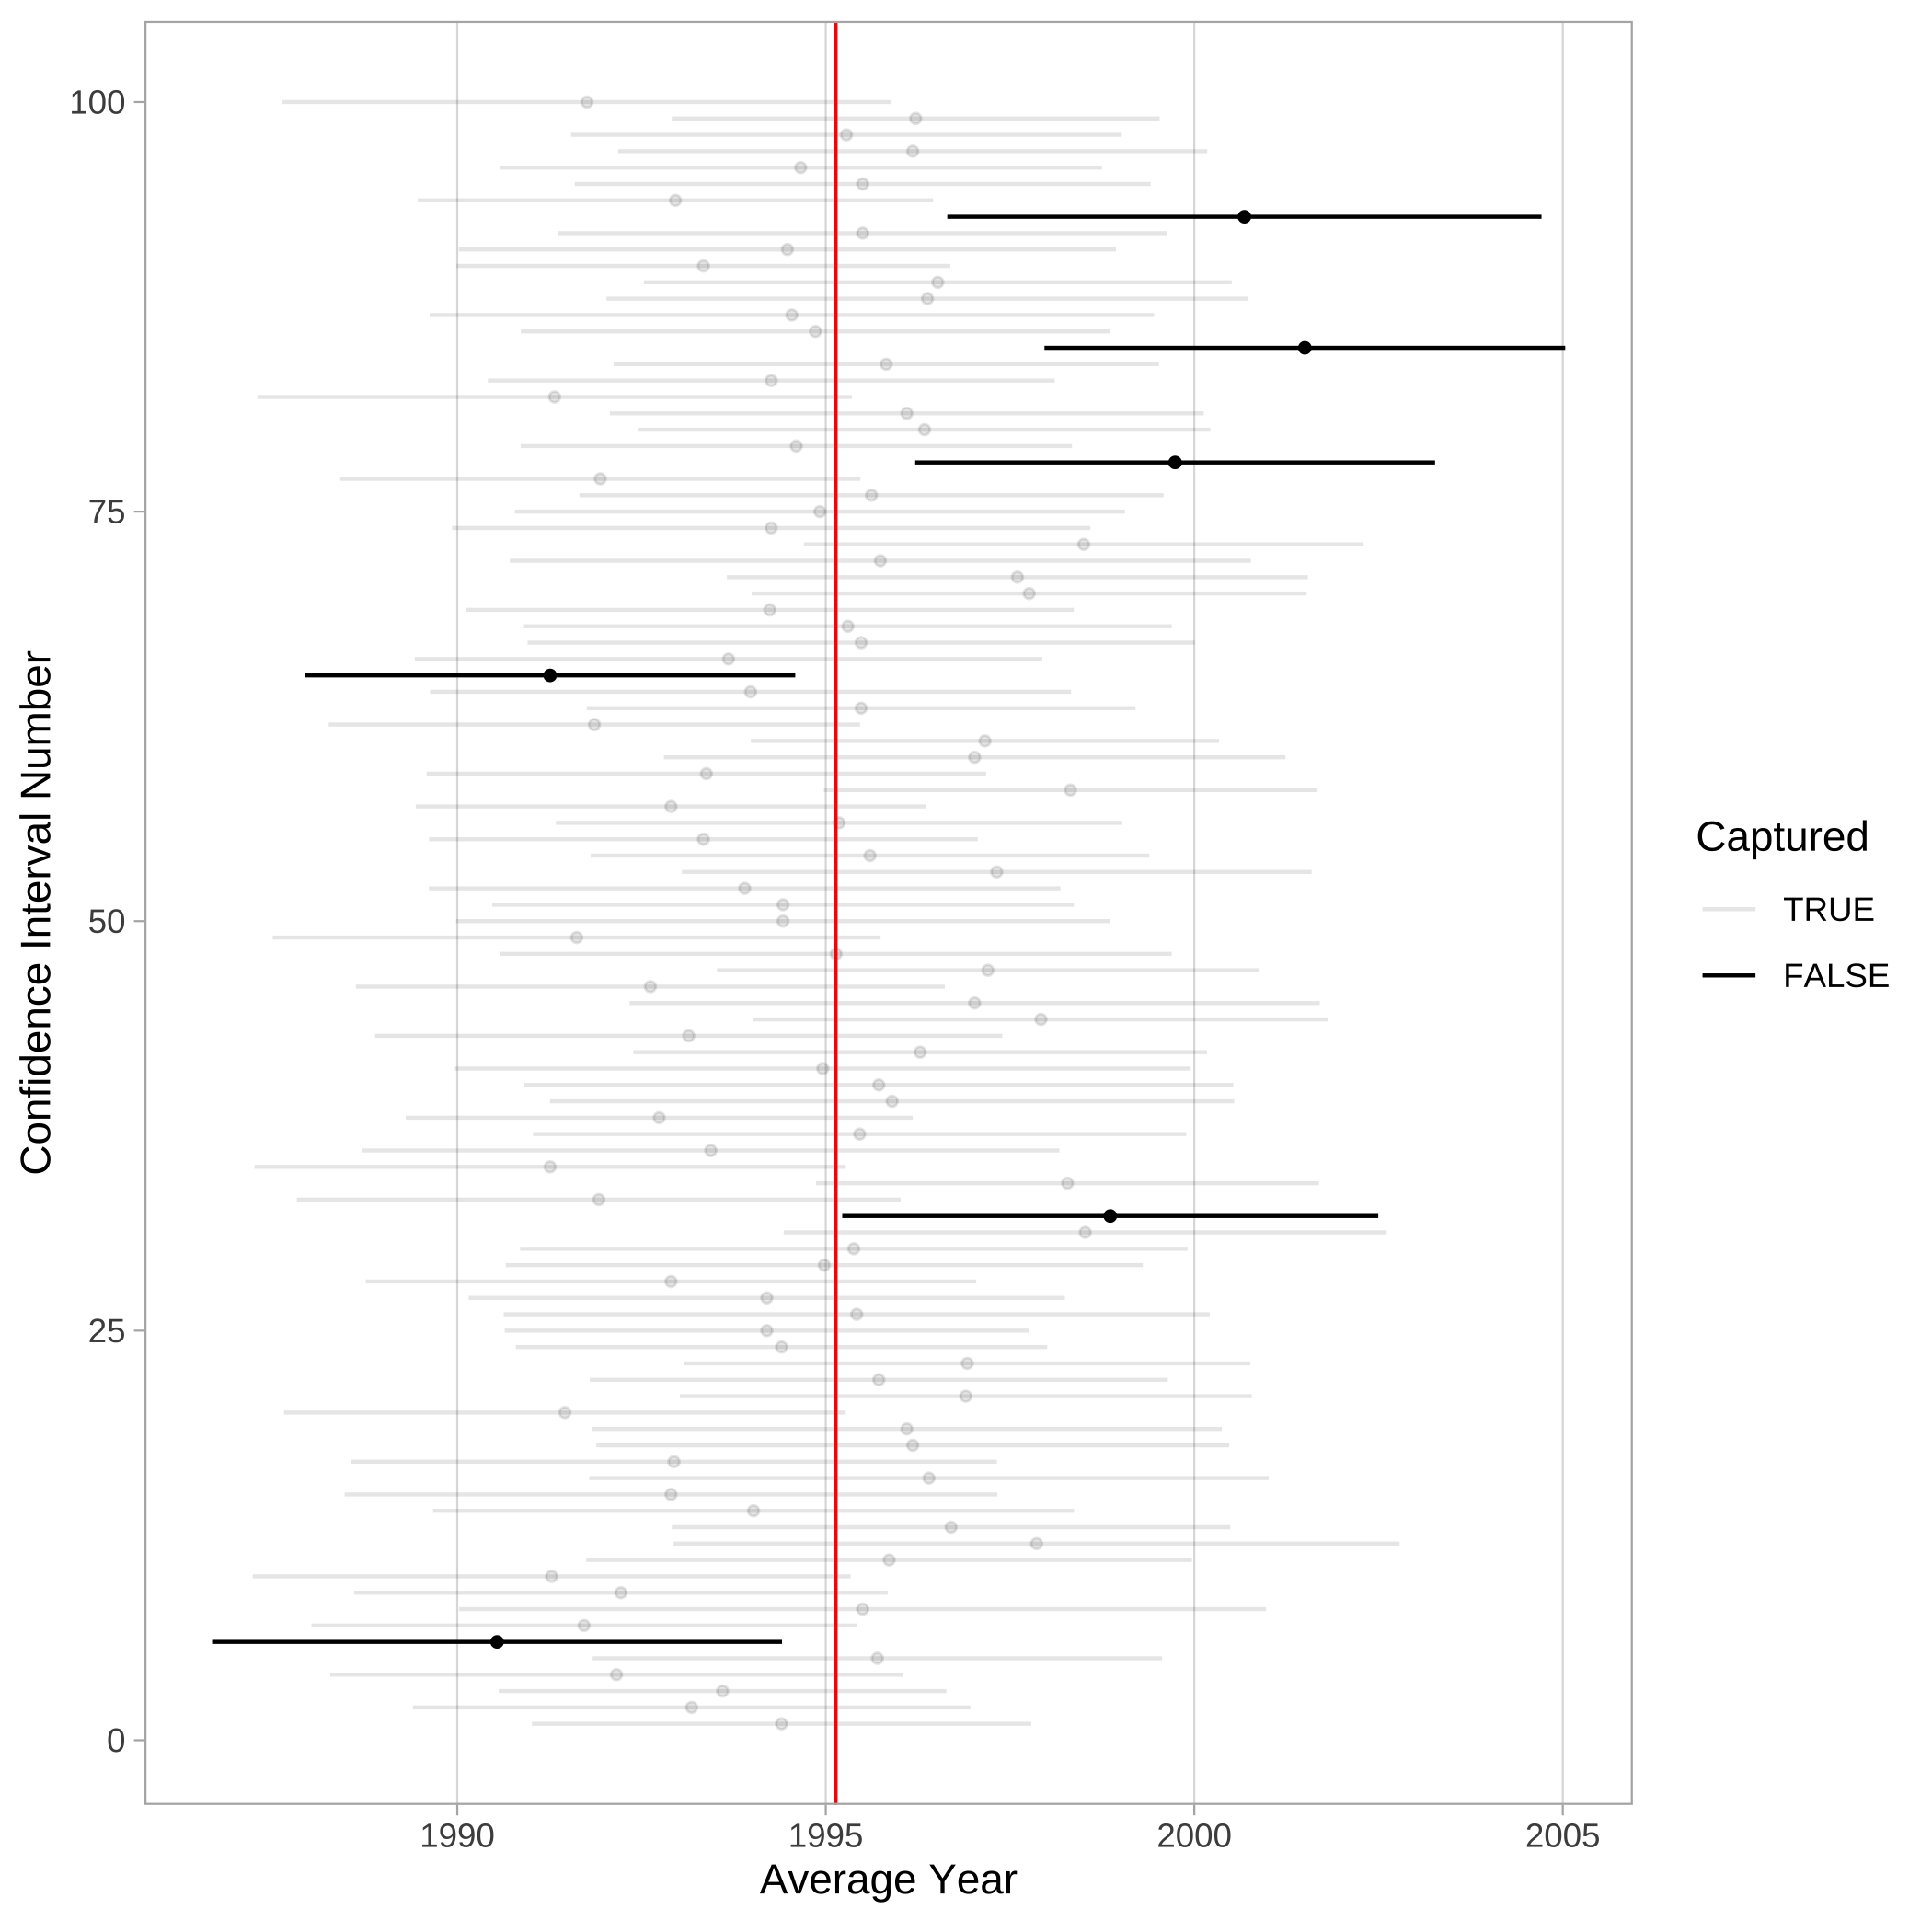 100
75
50
25
0
Confidence Interval Number
1990 1995 2000 2005
Average Year
Captured
TRUE
FALSE